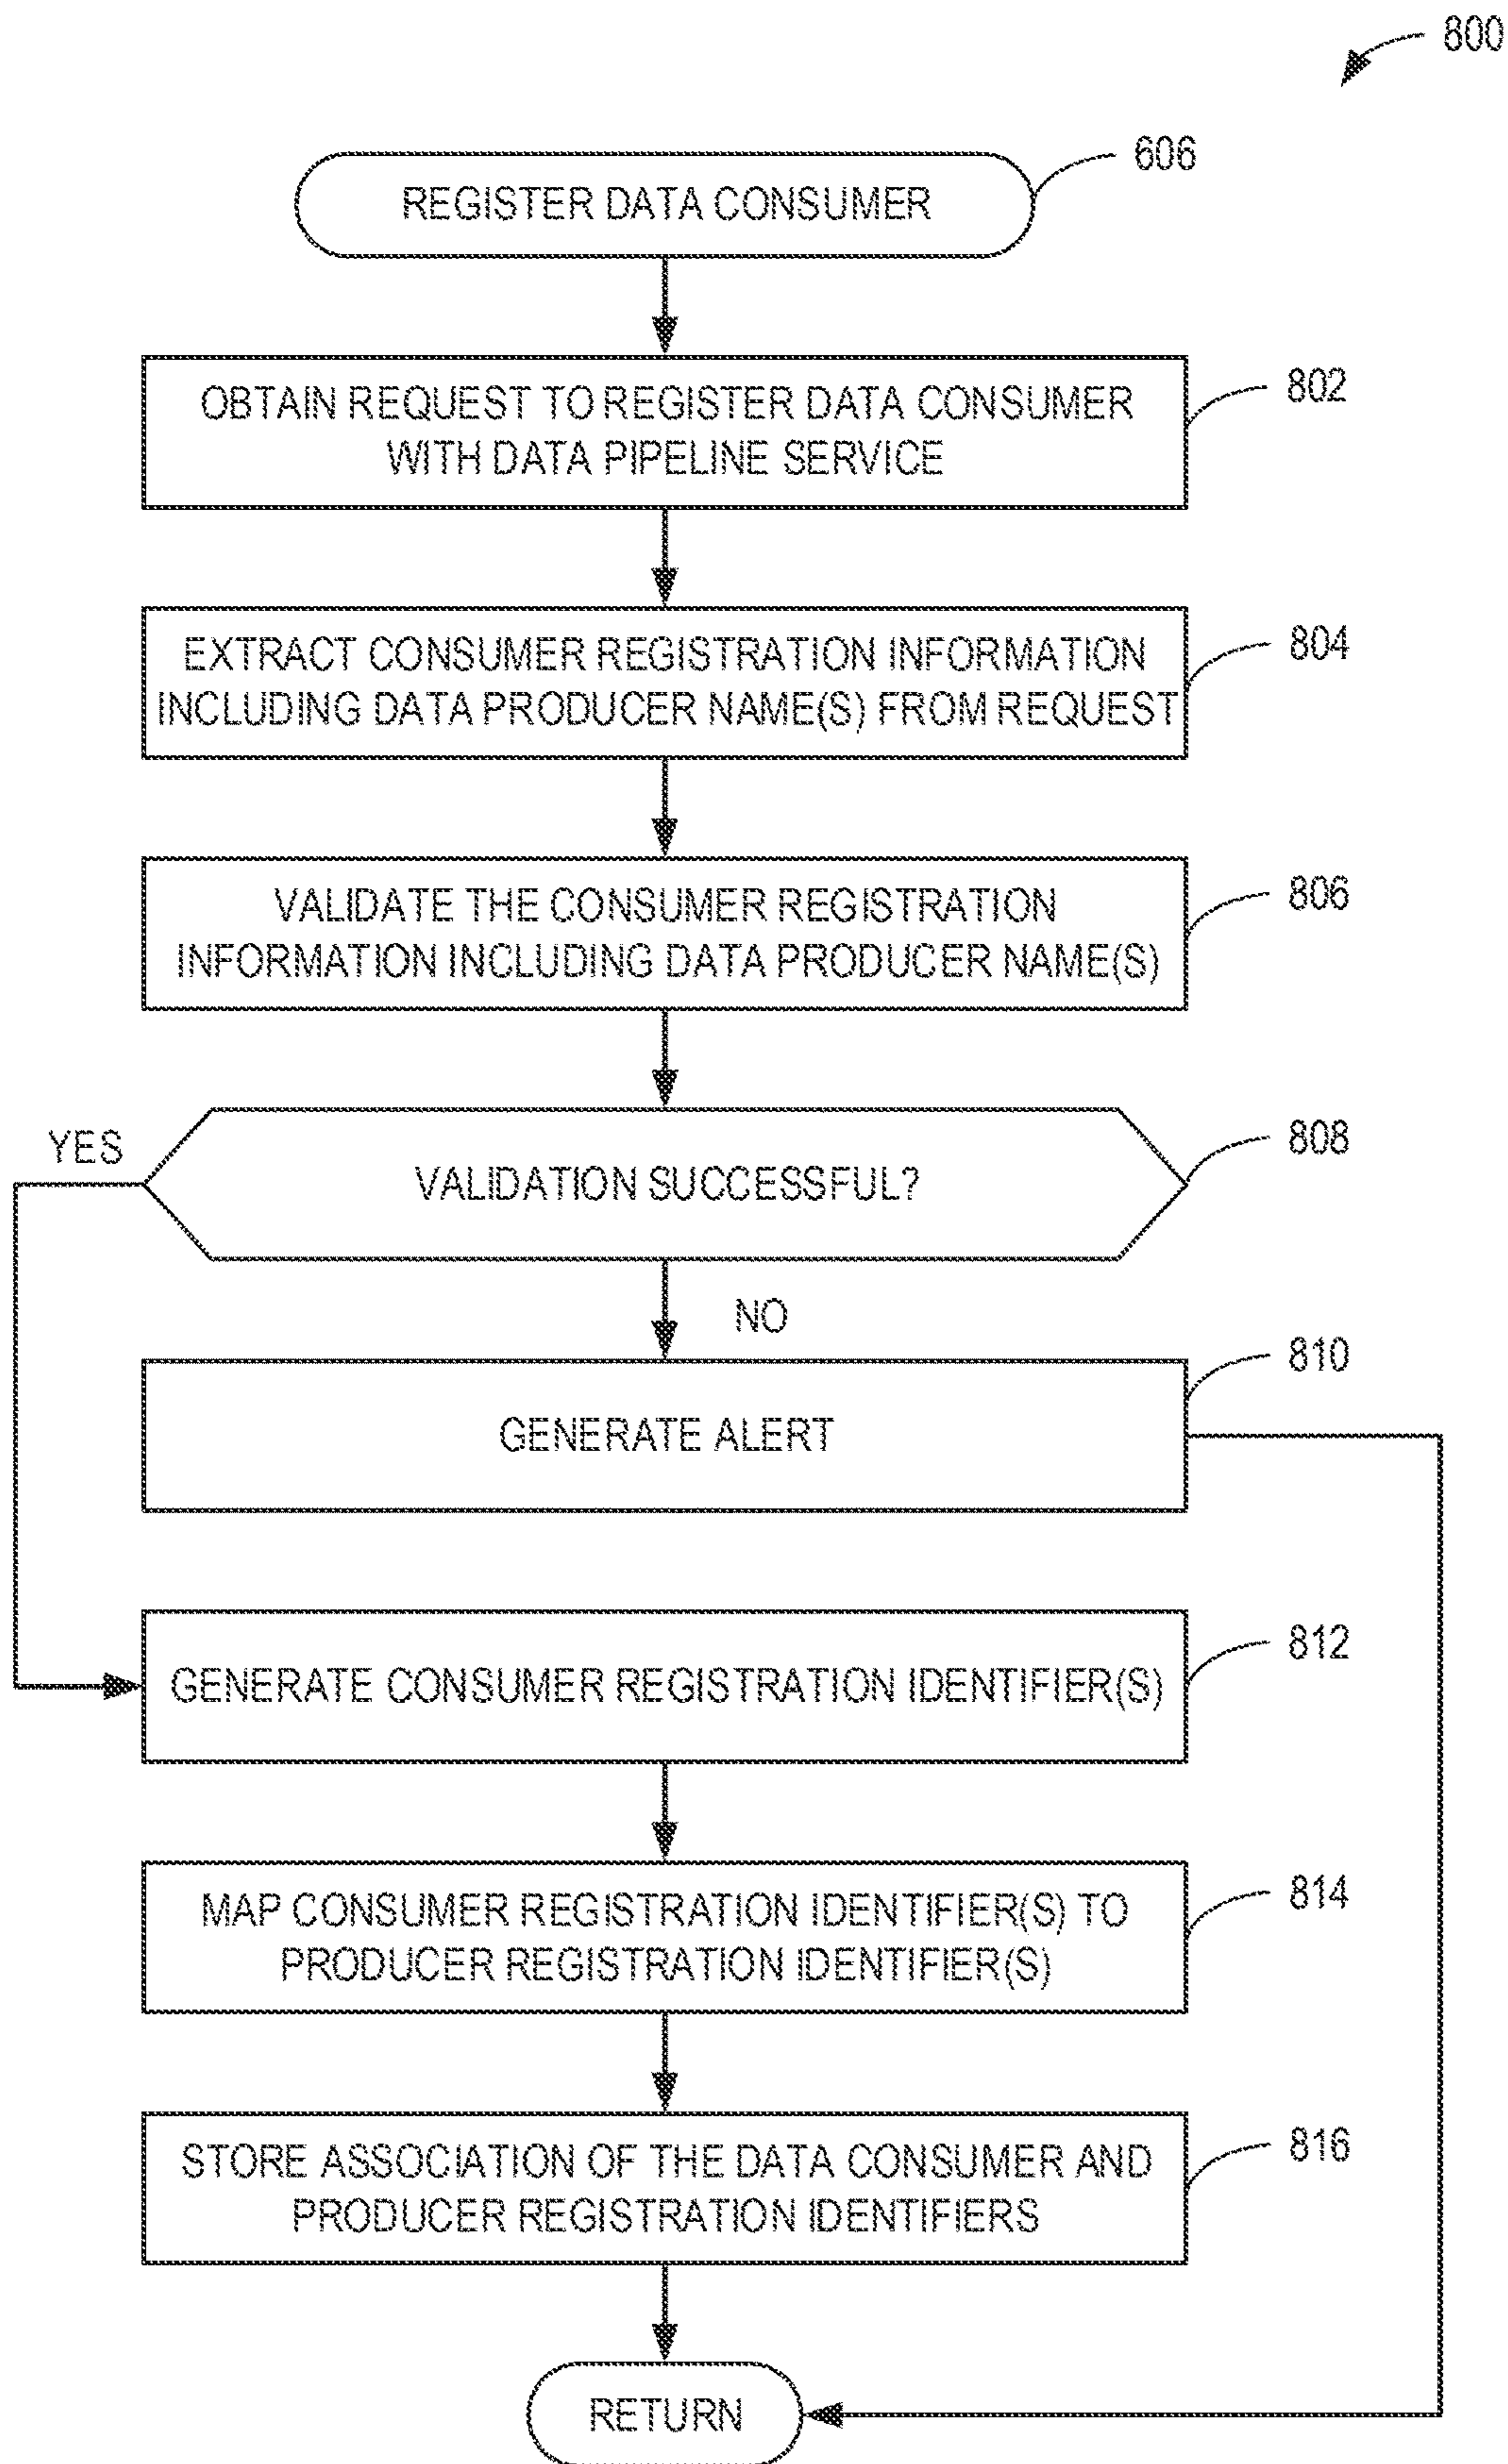 800
606
REGISTER DATA CONSUMER
802
OBTAIN REQUEST TO REGISTER DATA CONSUMER
WITH DATA PIPELINE SERVICE
804
EXTRACT CONSUMER REGISTRATION INFORMATION
INCLUDING DATA PRODUCER NAME(S) FROM REQUEST
806
VALIDATE THE CONSUMER REGISTRATION
INFORMATION INCLUDING DATA PRODUCER NAME(S)
808
YES
VALIDATION SUCCESSFUL?
NO
810
GENERATE ALERT
812
GENERATE CONSUMER REGISTRATION IDENTIFIER(S)
814
MAP CONSUMER REGISTRATION IDENTIFIER(S) TO
PRODUCER REGISTRATION IDENTIFIER(S)
816
STORE ASSOCIATION OF THE DATA CONSUMER AND
PRODUCER REGISTRATION IDENTIFIERS
RETURN